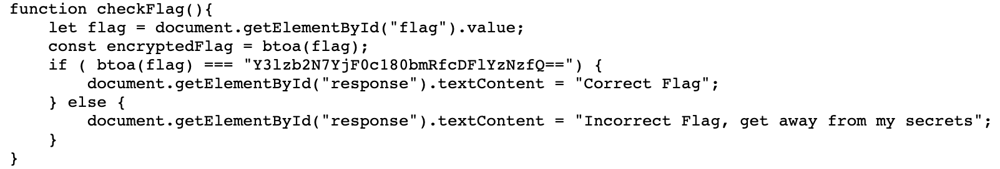 function checkFlag(){
    let flag = document.getElementById("flag").value;
    const encryptedFlag = btoa(flag);
    if ( btoa(flag) === "Y3lzb2N7YjF0c180bmRfcDFlYzNzfQ==") {
        document.getElementById("response").textContent = "Correct Flag";
    } else {
        document.getElementById("response").textContent = "Incorrect Flag, get away from my secrets";
    }
}